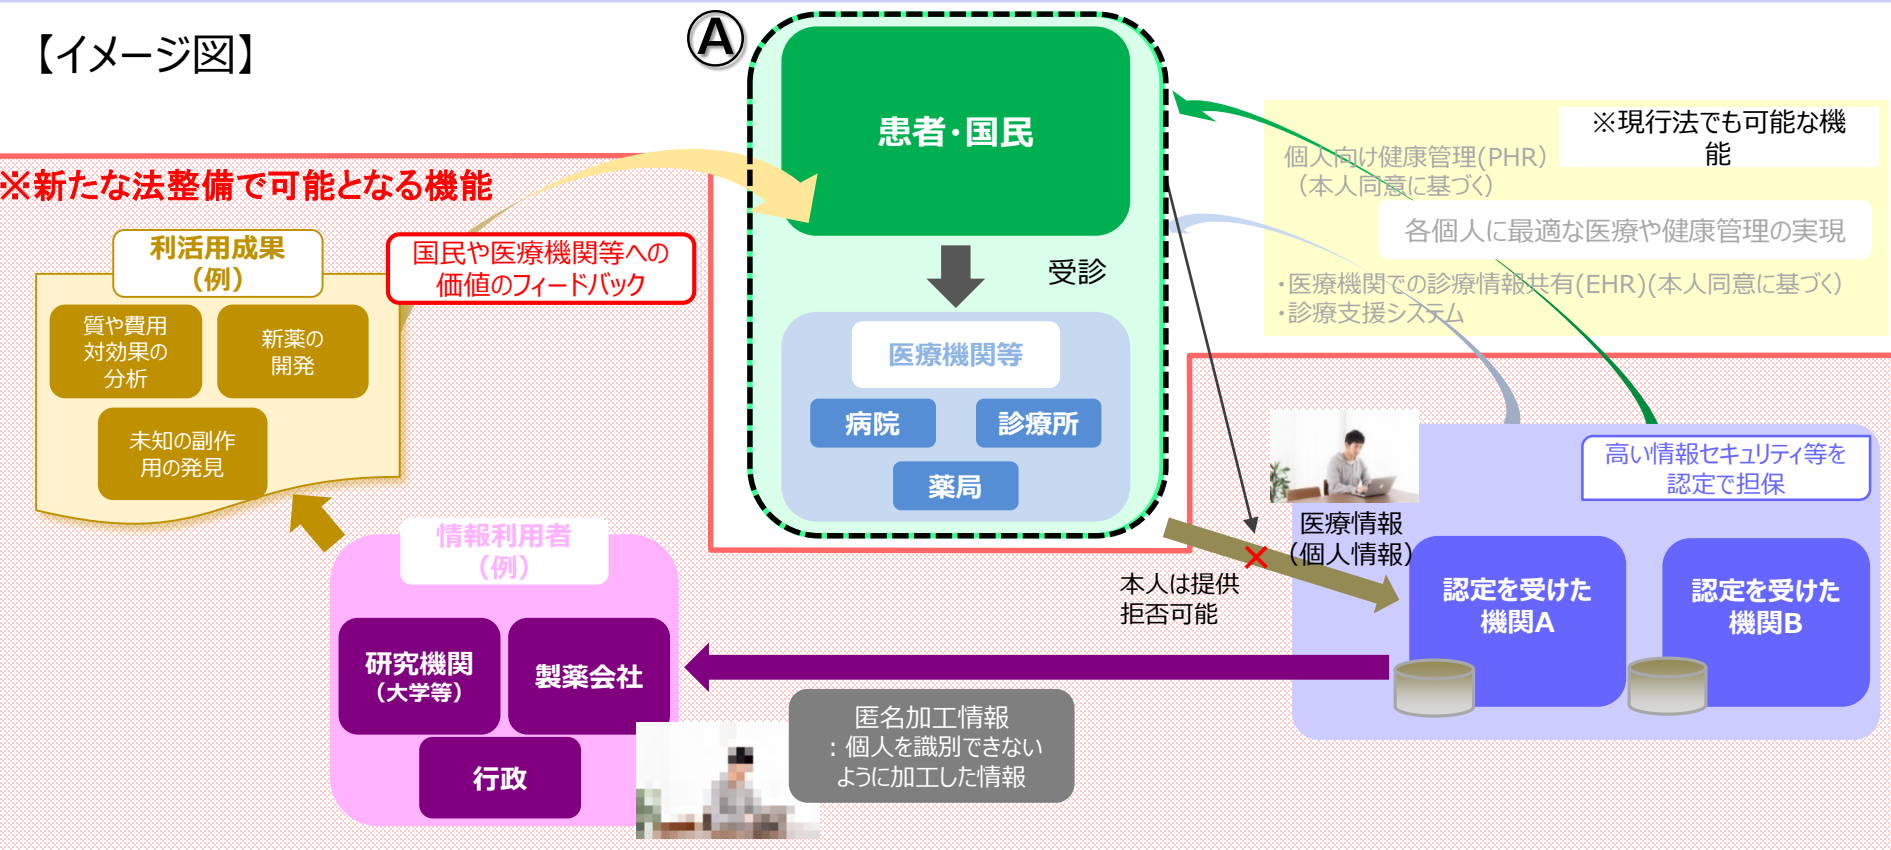 【イメージ図】
Ⓐ
患者・国民
※現行法でも可能な機
能
個人向け健康管理(PHR)
（本人同意に基づく）
各個人に最適な医療や健康管理の実現
・医療機関での診療情報共有(EHR)(本人同意に基づく)
・診療支援システム
※新たな法整備で可能となる機能
利活用成果
（例）
国民や医療機関等への
価値のフィードバック
質や費用
対効果の
分析
新薬の
開発
未知の副作
用の発見
受診
医療機関等
病院
診療所
薬局
高い情報セキュリティ等を
認定で担保
医療情報
（個人情報）
本人は提供
拒否可能
認定を受けた
機関A
認定を受けた
機関B
情報利用者
（例）
研究機関
（大学等）
製薬会社
行政
匿名加工情報
：個人を識別できない
ように加工した情報